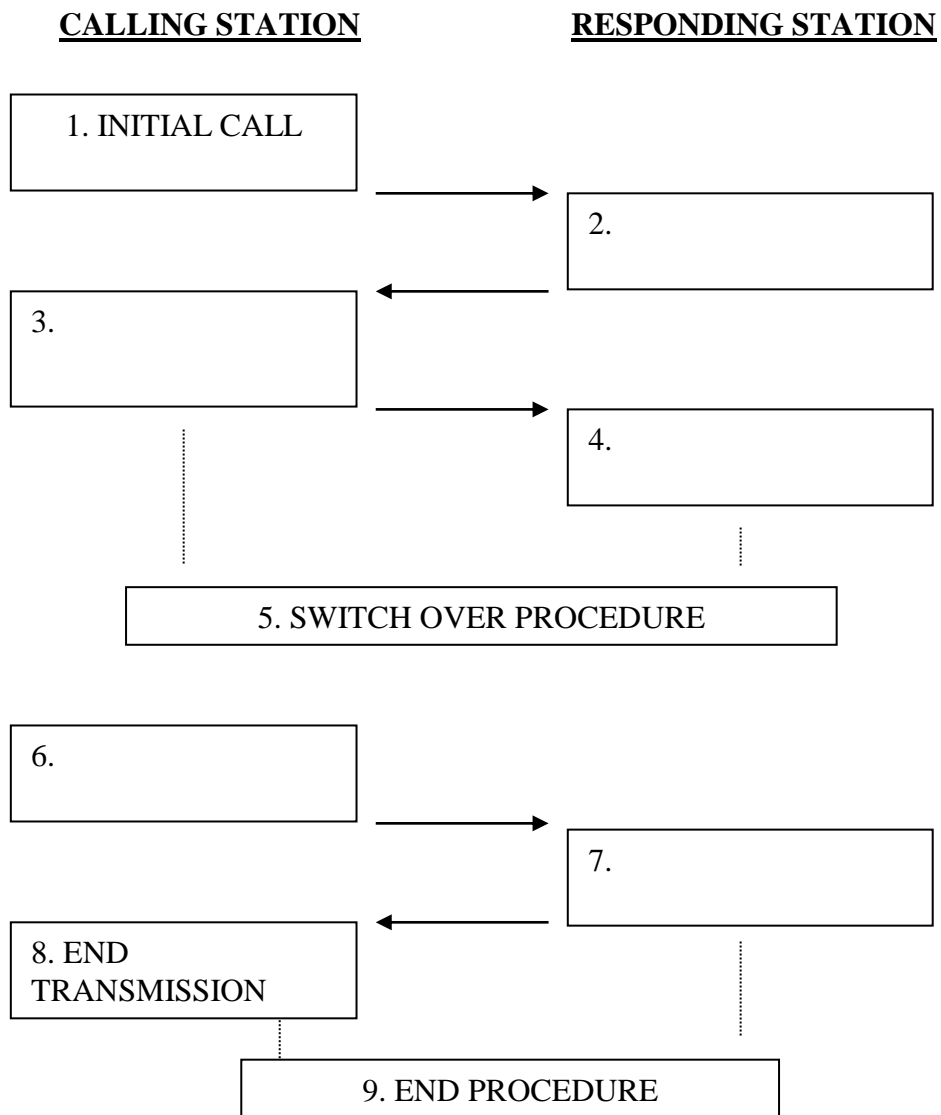 CALLING STATION
RESPONDING STATION
1. INITIAL CALL
2.
3.
4.
5. SWITCH OVER PROCEDURE
6.
7.
8. END
TRANSMISSION
9. END PROCEDURE